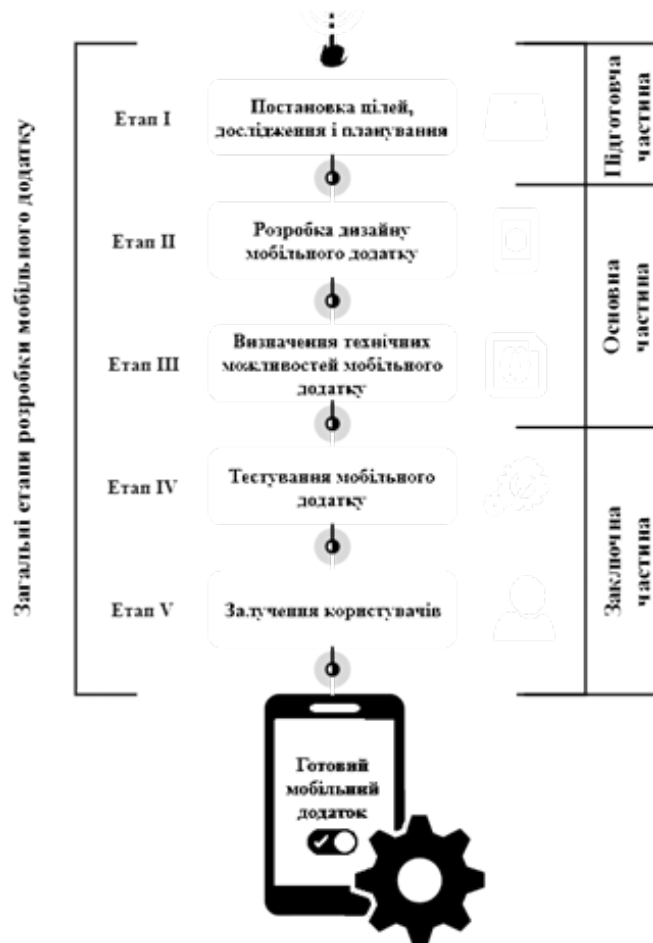 Загальні етапи розробки мобільного додатку
Етап I
Постановка цілей,
дослідження і планування
Підготовча
частина
Етап II
Розробка дизайну
мобільного додатку
Етап III
Визначення технічних
можливостей мобільного
додатку
Основна
частина
Етап IV
Тестування мобільного
додатку
Етап V
Залучення користувачів
Заключна
частина
Готовий
мобільний
додаток